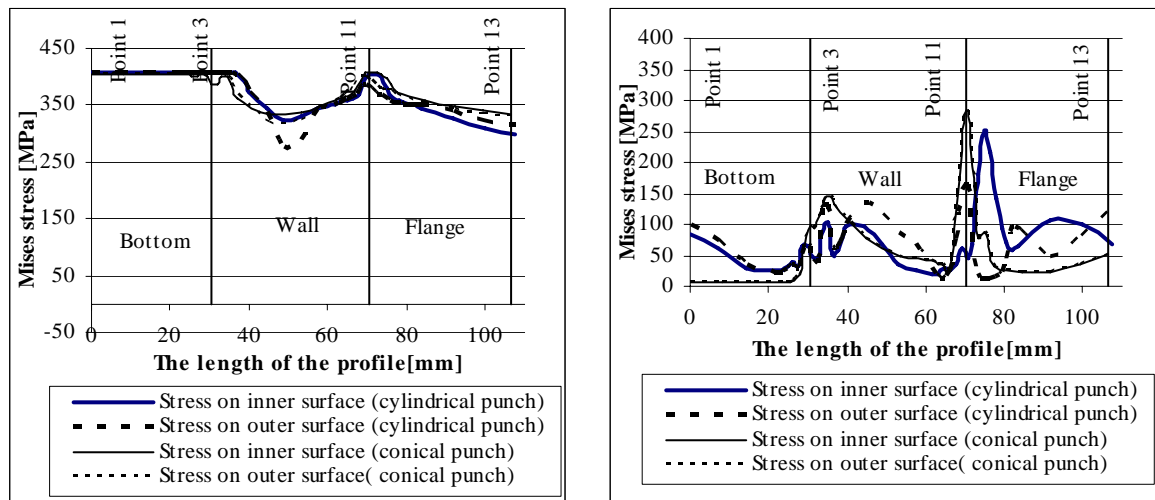 Mises stress [MPa]
450
350
250
150
50
-50
Point 1
Point 3
Point 11
Point 13
Bottom
Wall
Flange
0 20 40 60 80 100
The length of the profile[mm]
Stress on inner surface (cylindrical punch)
Stress on outer surface (cylindrical punch)
Stress on inner surface (conical punch)
Stress on outer surface( conical punch)
Mises stress [MPa]
400
350
300
250
200
150
100
50
0
Point 1
Point 3
Point 11
Point 13
Bottom
Wall
Flange
0 20 40 60 80 100
The length of the profile[mm]
Stress on inner surface (cylindrical punch)
Stress on outer surface (cylindrical punch)
Stress on inner surface (conical punch)
Stress on outer surface( conical punch)